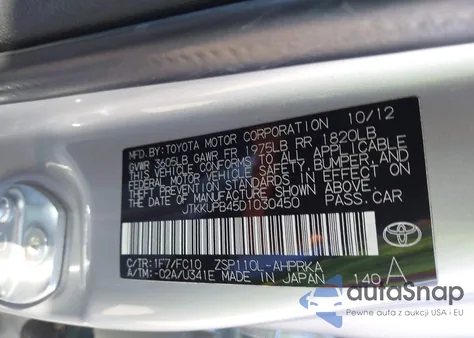 10/12
MFD.BY:TOYOTA MOTOR CORPORATION
GVWR 3605LB GAWR FR 1975LB RR 1820LB
THIS VEHICLE CONFORMS TO ALL APPLICABLE
FEDERAL MOTOR VEHICLE SAFETY, BUMPER, AND
THEFT PREVENTION STANDARDS IN EFFECT ON
THE DATE OF MANUFACTURE SHOWN ABOVE.
JTKKUPB45D1030450 PASS.CAR
C/TR:1F7/FC10 ZSP110L-AHPRKA
A/TM:-02A/U341E MADE IN JAPAN 140 A
TOYOTA
autoSnap
Pewne auta z aukcji USA i EU